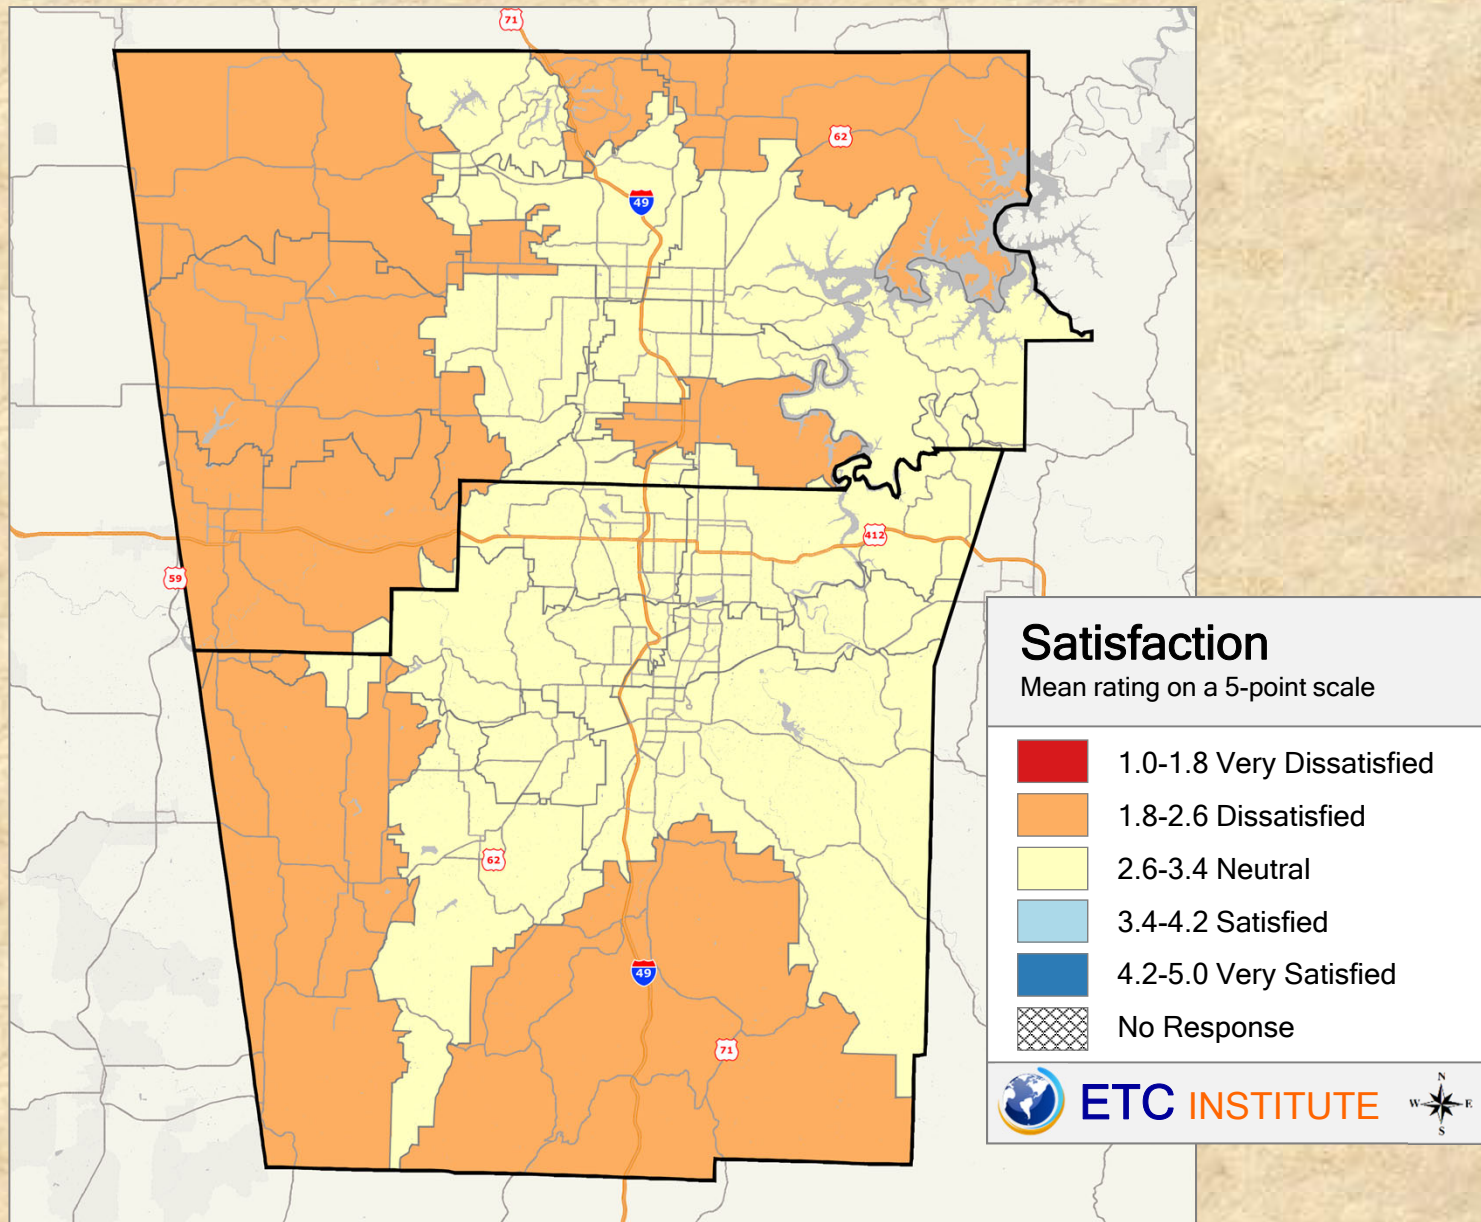 71
62
49
412
59
Satisfaction
Mean rating on a 5-point scale
1.0-1.8 Very Dissatisfied
1.8-2.6 Dissatisfied
2.6-3.4 Neutral
3.4-4.2 Satisfied
4.2-5.0 Very Satisfied
No Response
62
49
71
ETC INSTITUTE
N
W E
S